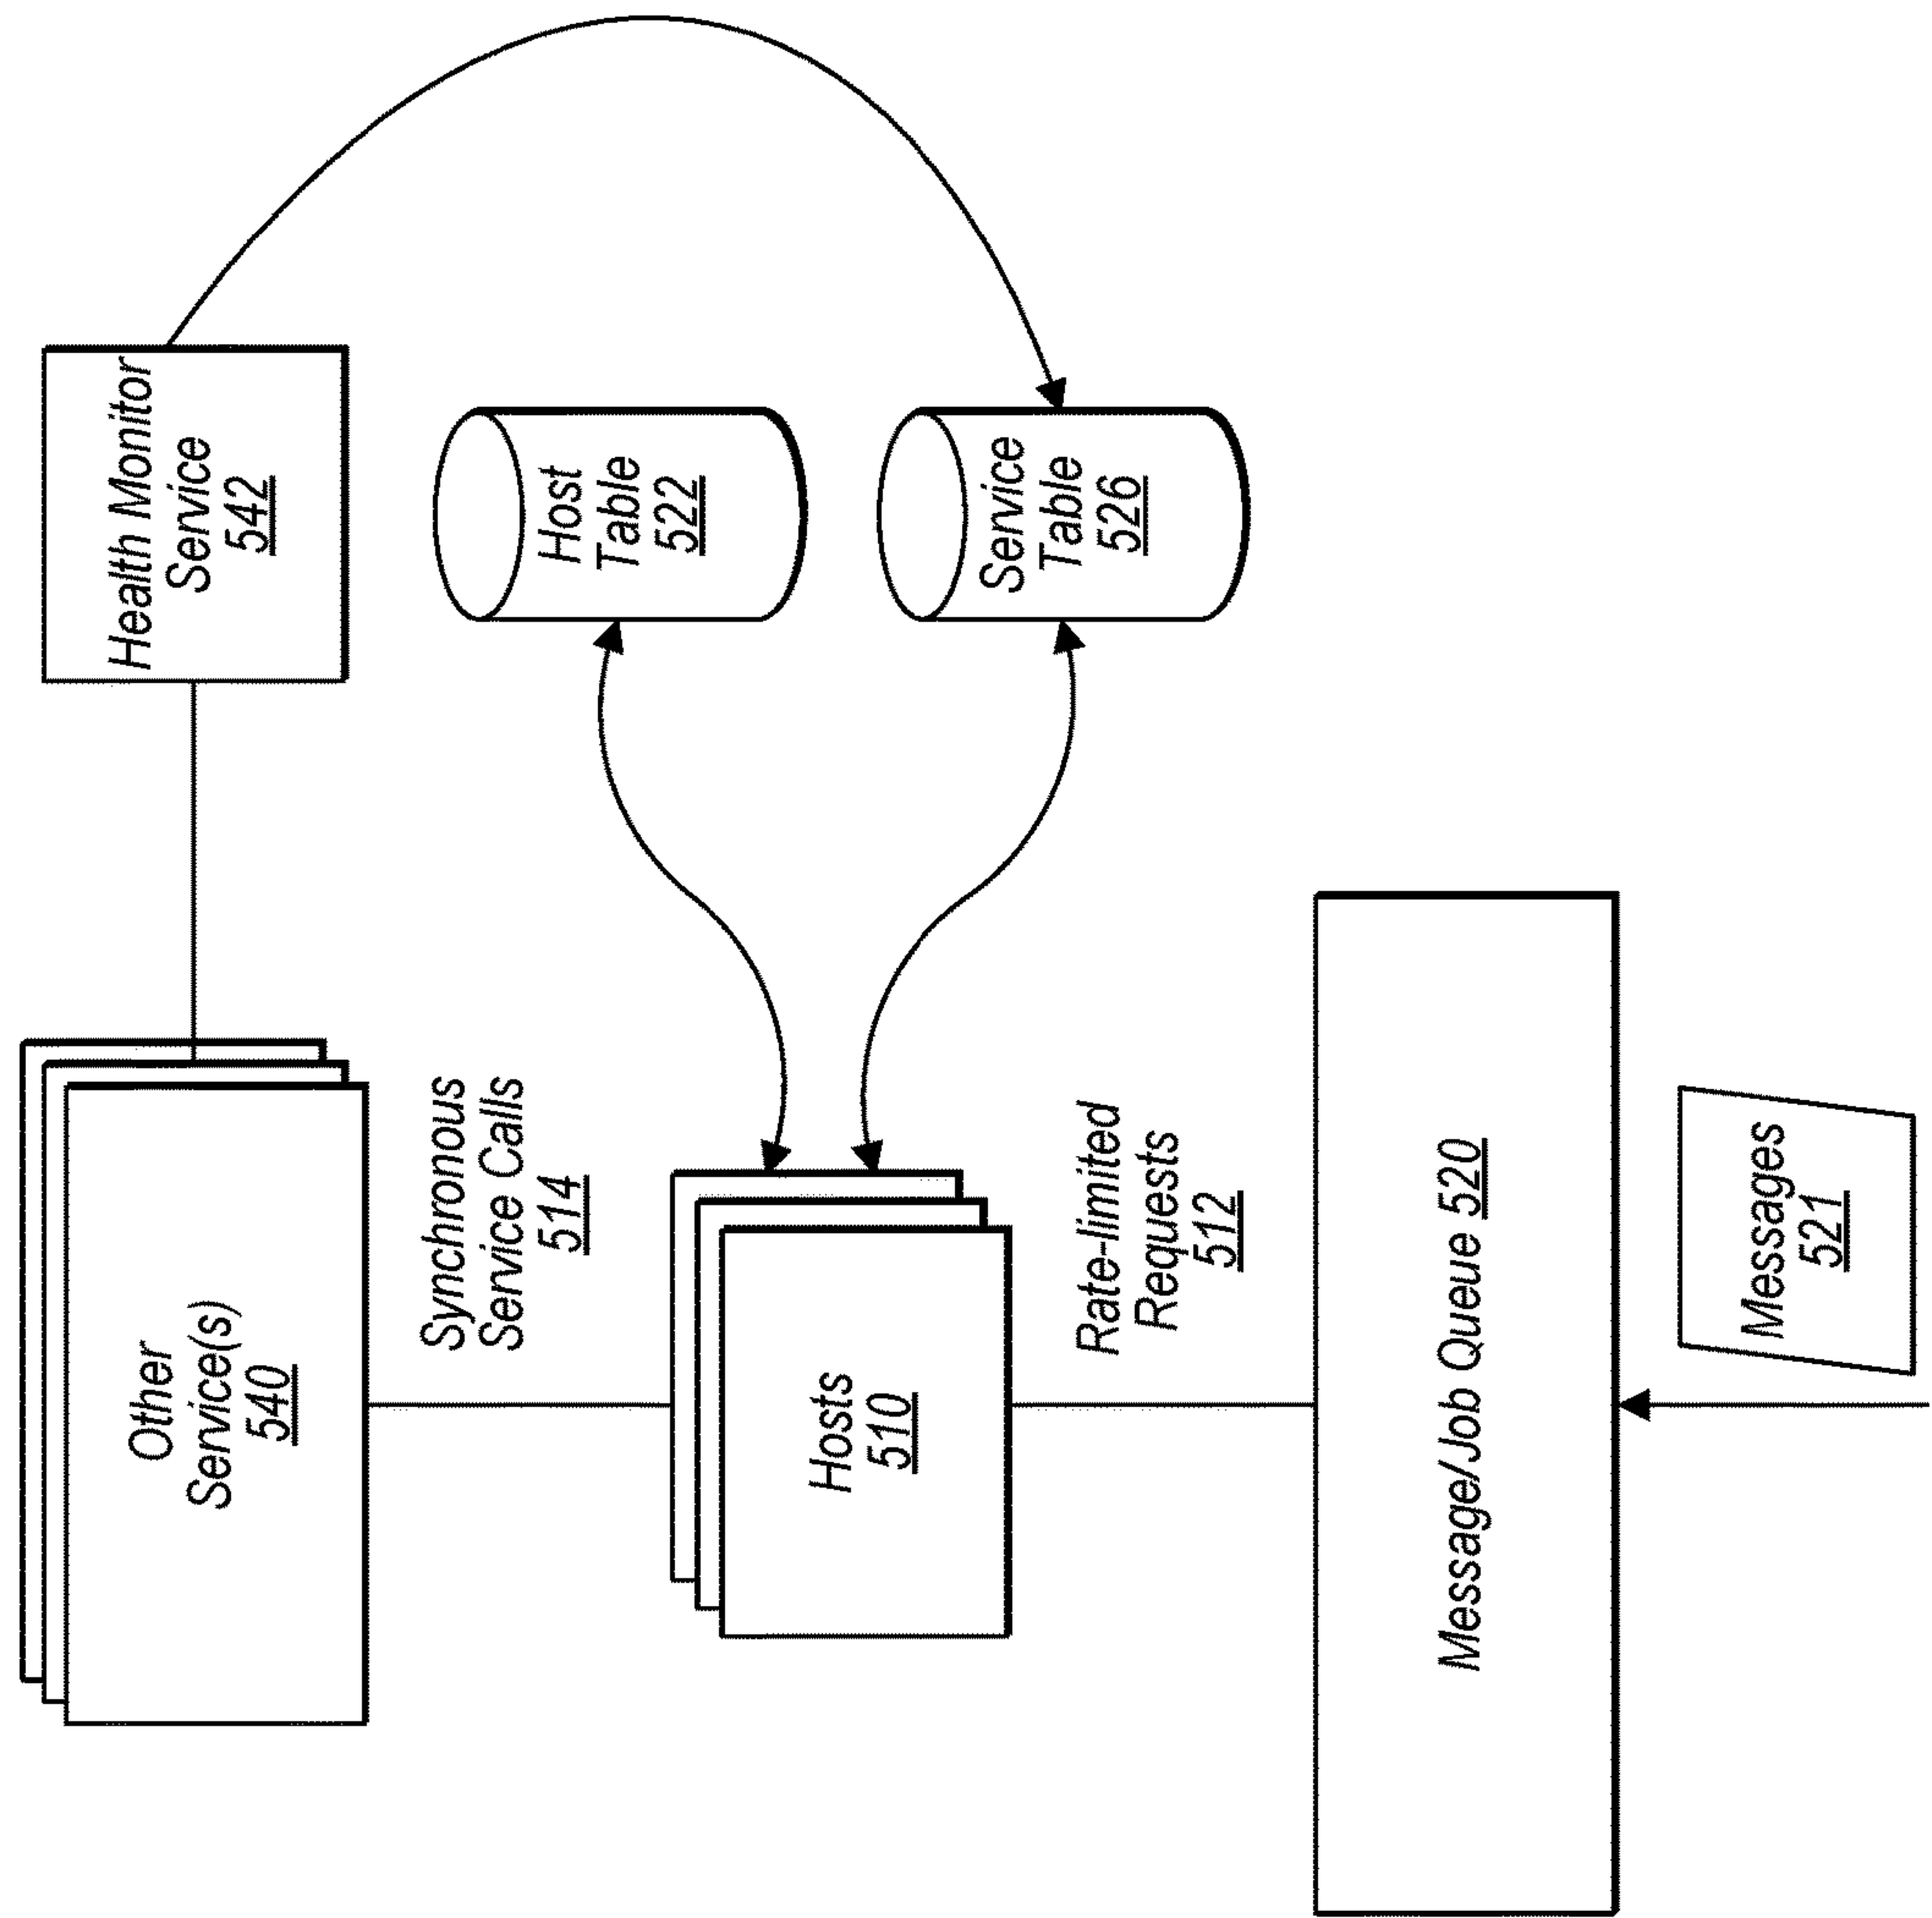 Health Monitor
Service
542
Host
Table
522
Service
Table
526
Other
Service(s)
540
Synchronous
Service Calls
514
Hosts
510
Rate-limited
Requests
512
Message/Job Queue 520
Messages
521